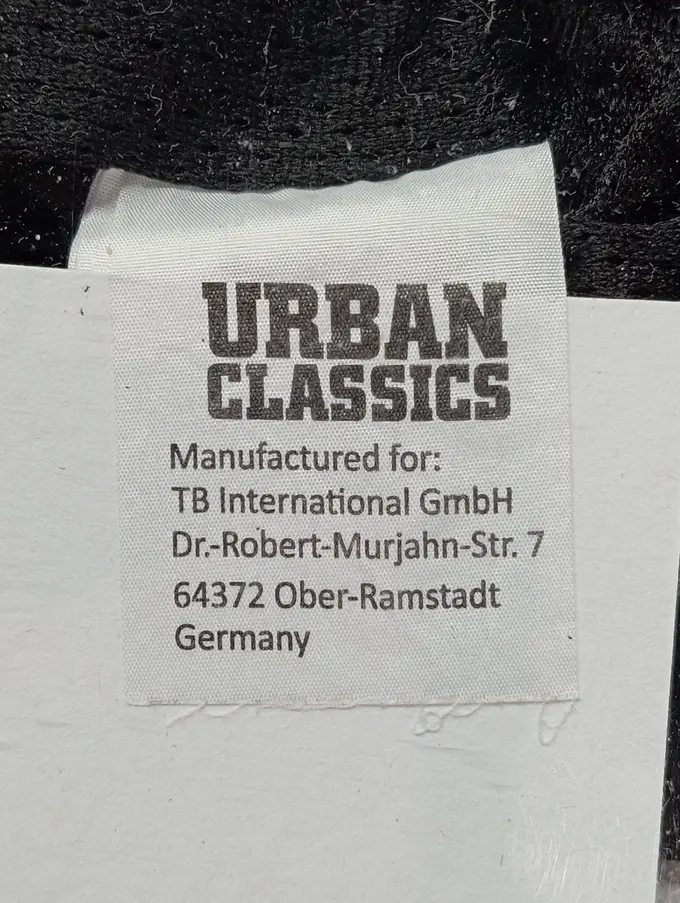 URBAN
CLASSICS
Manufactured for:
TB International GmbH
Dr.-Robert-Murjahn-Str. 7
64372 Ober-Ramstadt
Germany